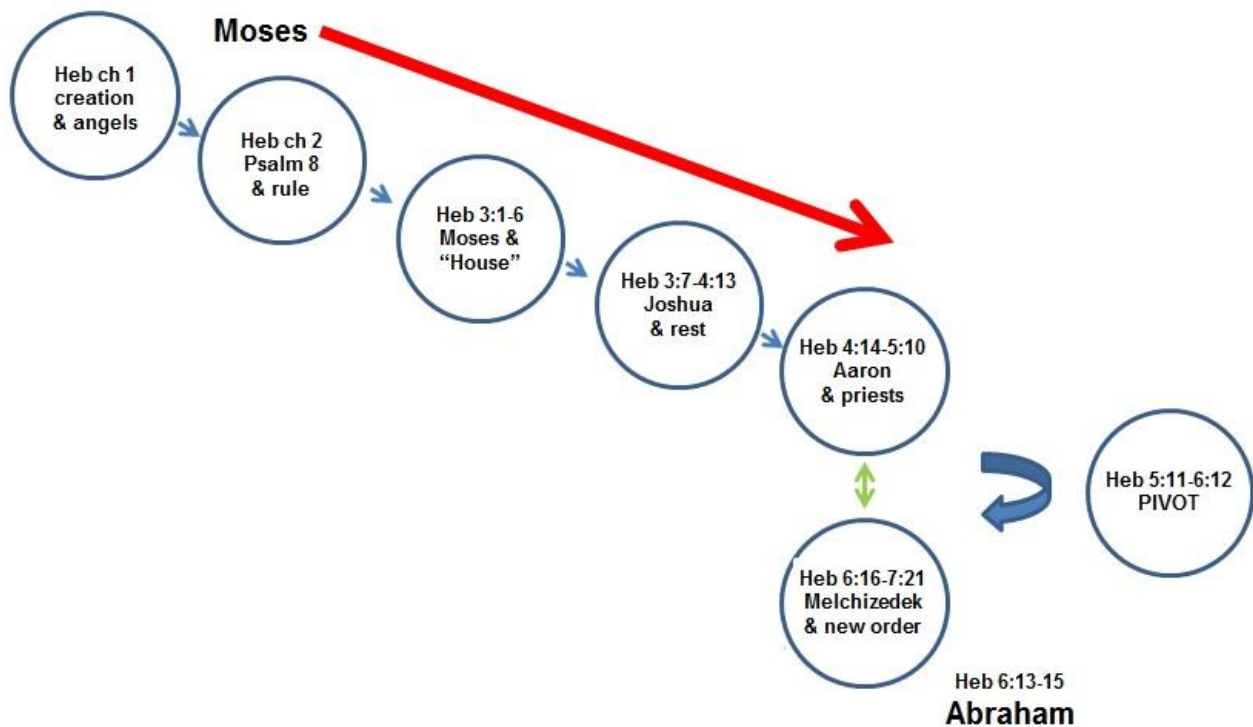 Moses
Heb ch 1
creation
& angels
Heb ch 2
Psalm 8
& rule
Heb 3:1-6
Moses &
“House”
Heb 3:7-4:13
Joshua
& rest
Heb 4:14-5:10
Aaron
& priests
Heb 5:11-6:12
PIVOT
Heb 6:16-7:21
Melchizedek
& new order
Heb 6:13-15
Abraham